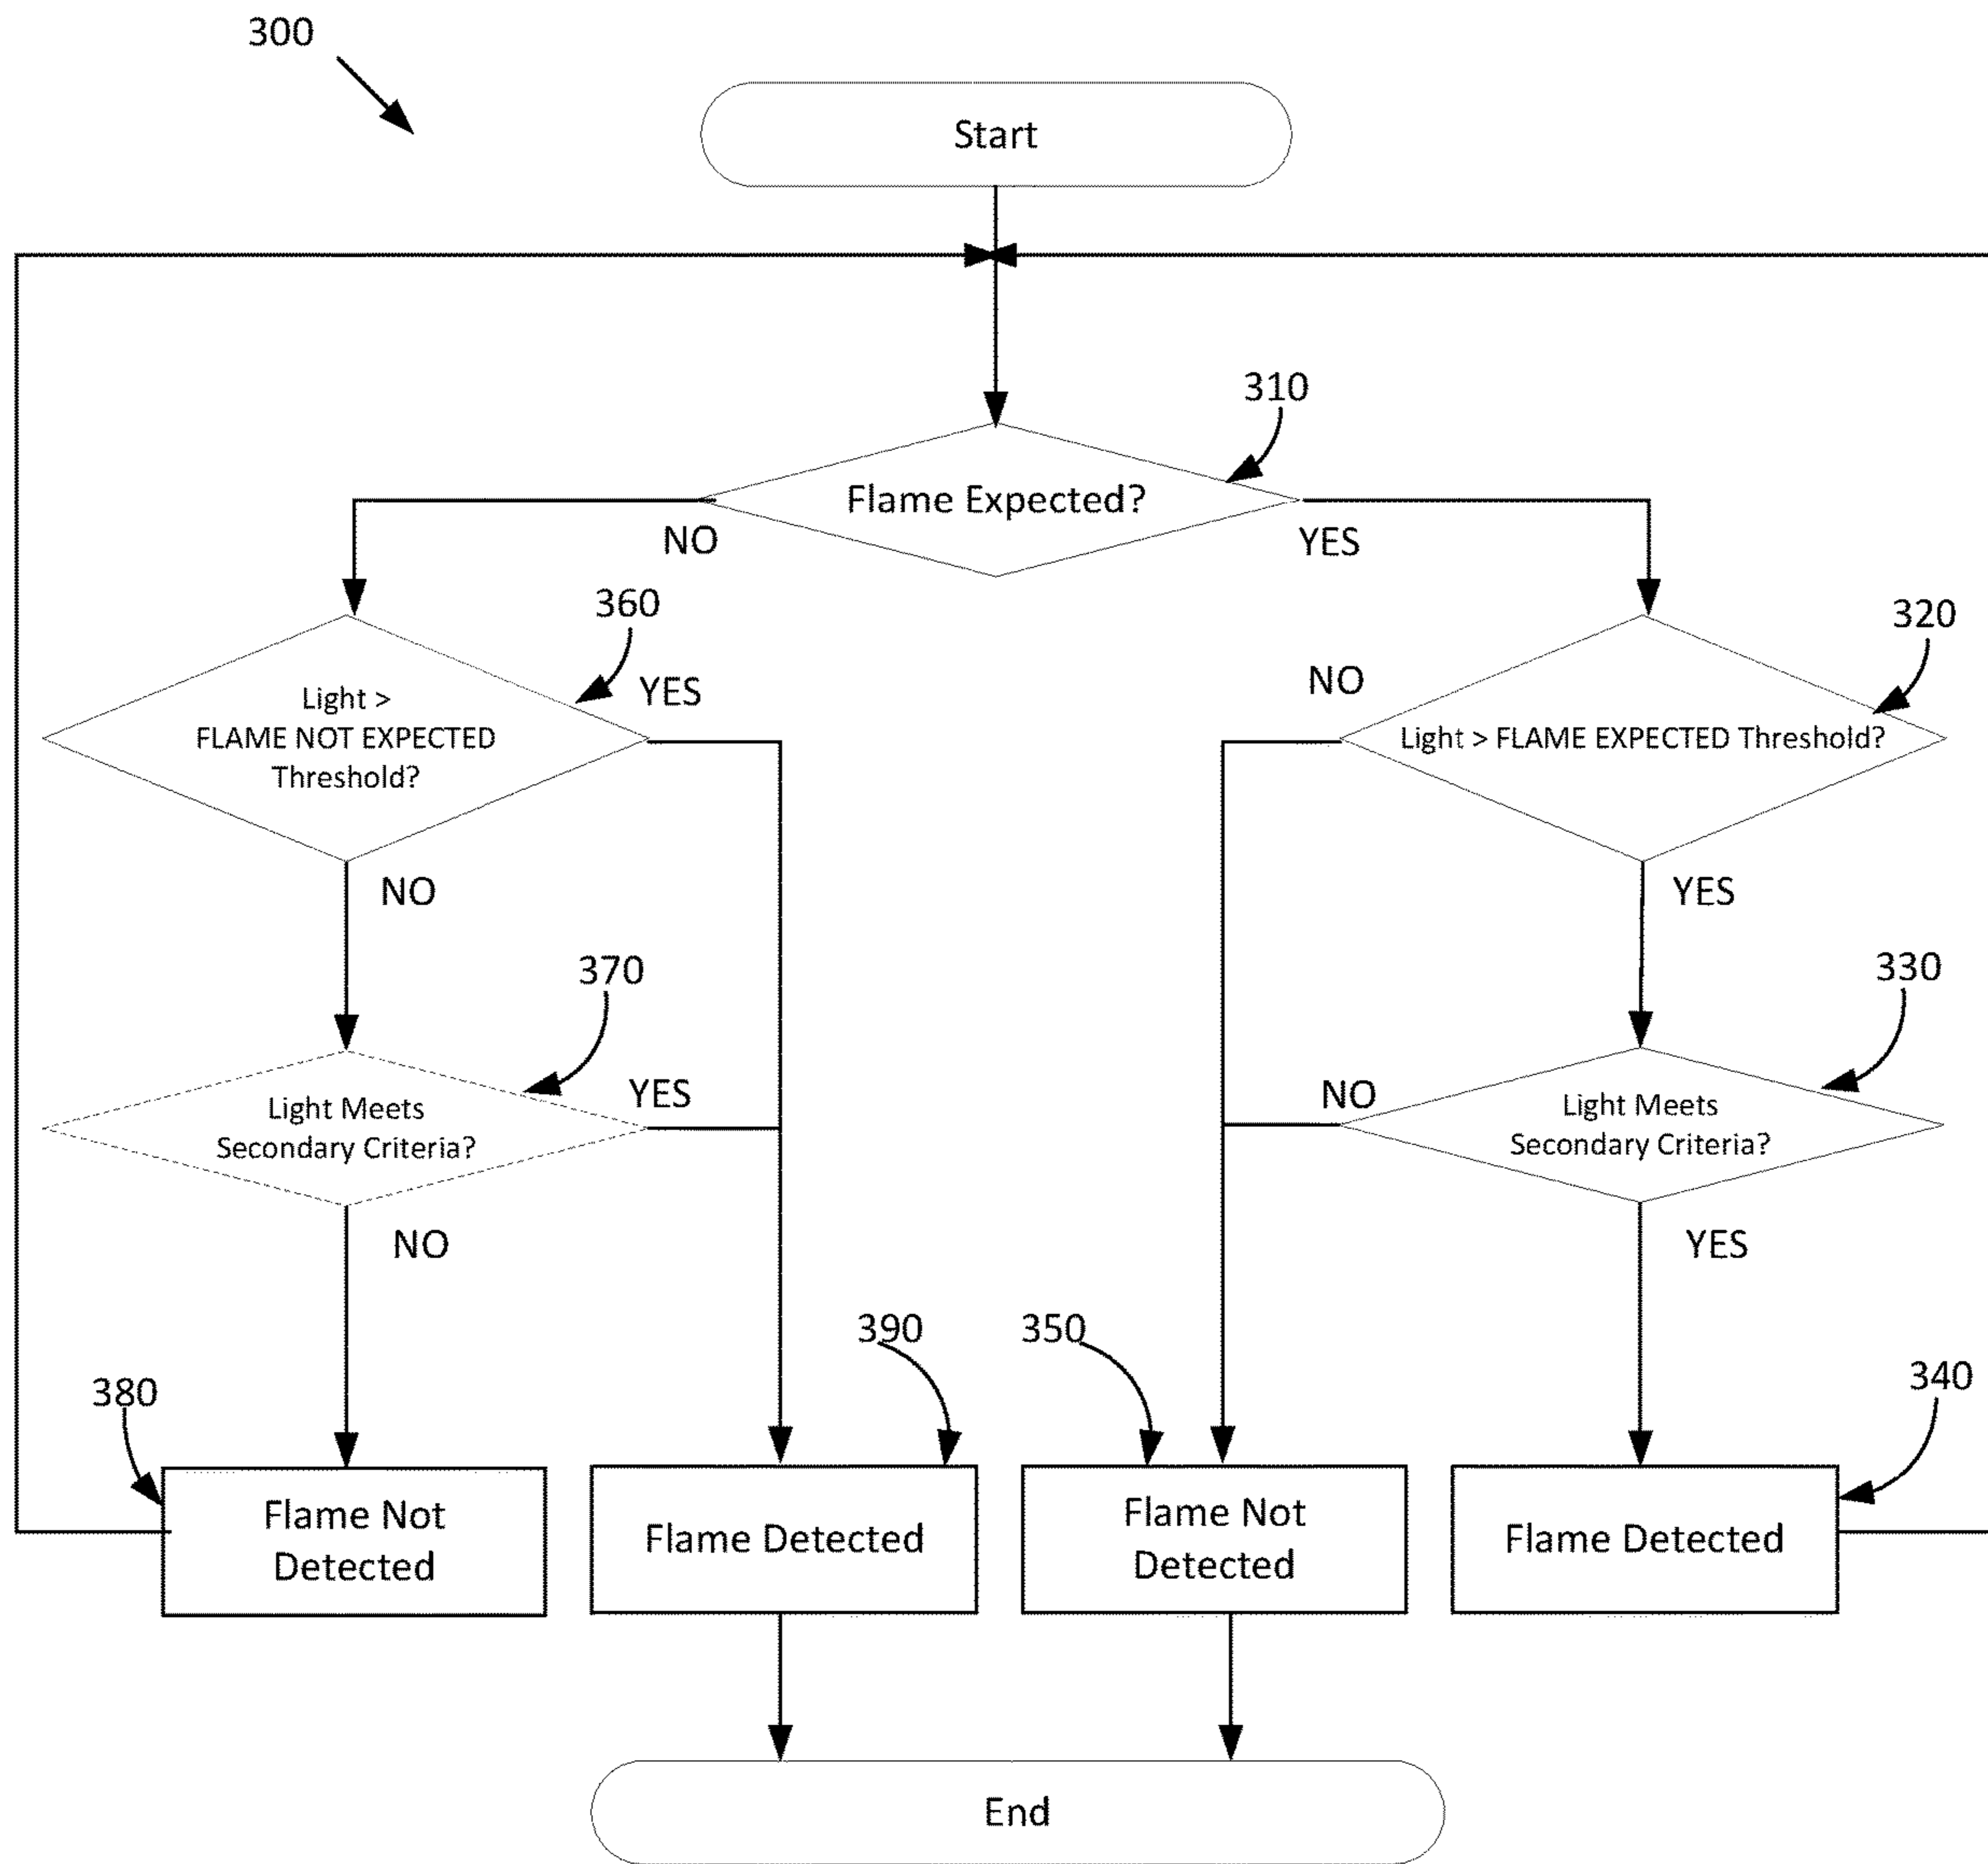 300
Start
310
Flame Expected?
NO
YES
360
320
YES
NO
Light >
FLAME NOT EXPECTED
Threshold?
Light > FLAME EXPECTED Threshold?
NO
YES
370
330
YES
NO
Light Meets
Secondary Criteria?
Light Meets
Secondary Criteria?
NO
YES
390
350
380
340
Flame Not
Detected
Flame Detected
Flame Not
Detected
Flame Detected
End